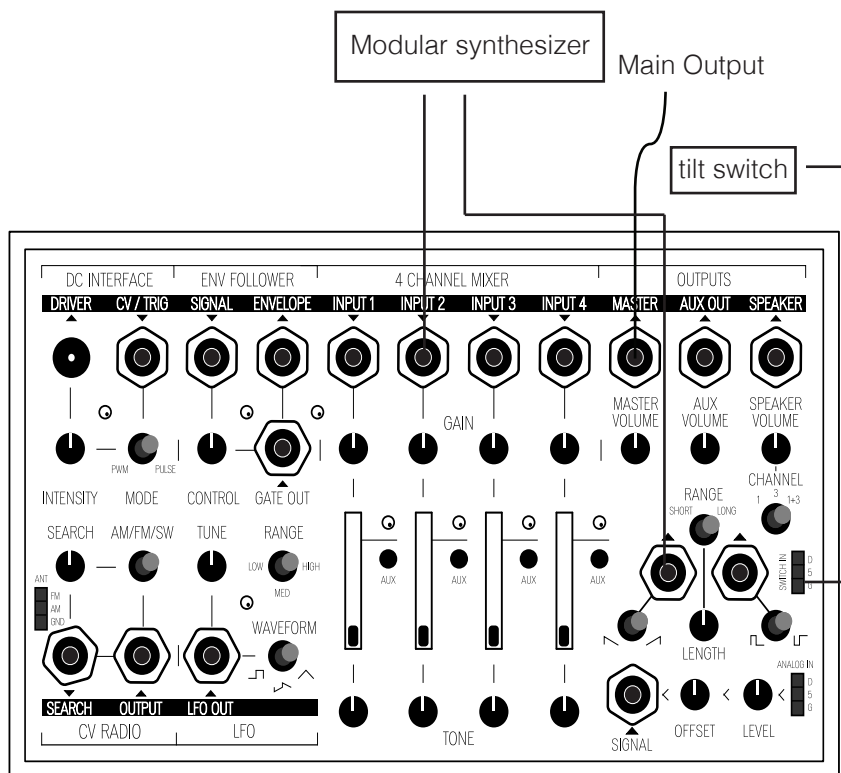 Modular synthesizer
Main Output
tilt switch
DC INTERFACE ENV FOLLOWER 4 CHANNEL MIXER OUTPUTS
DRIVER CV / TRIG SIGNAL ENVELOPE INPUT 1 INPUT 2 INPUT 3 INPUT 4 MASTER AUX OUT SPEAKER
MASTER VOLUME AUX VOLUME SPEAKER VOLUME
GAIN
PWM PULSE
INTENSITY MODE CONTROL GATE OUT
RANGE
SHORT LONG
CHANNEL
1 3 1+3
SEARCH AM/FM/SW TUNE RANGE
LOW MED HIGH
AUX AUX AUX AUX
SWITCH IN
D
5
G
ANT
FM
AM
GND
WAVEFORM
LENGTH
ANALOG IN
D
5
G
SEARCH OUTPUT LFO OUT
CV RADIO LFO
TONE
SIGNAL OFFSET LEVEL